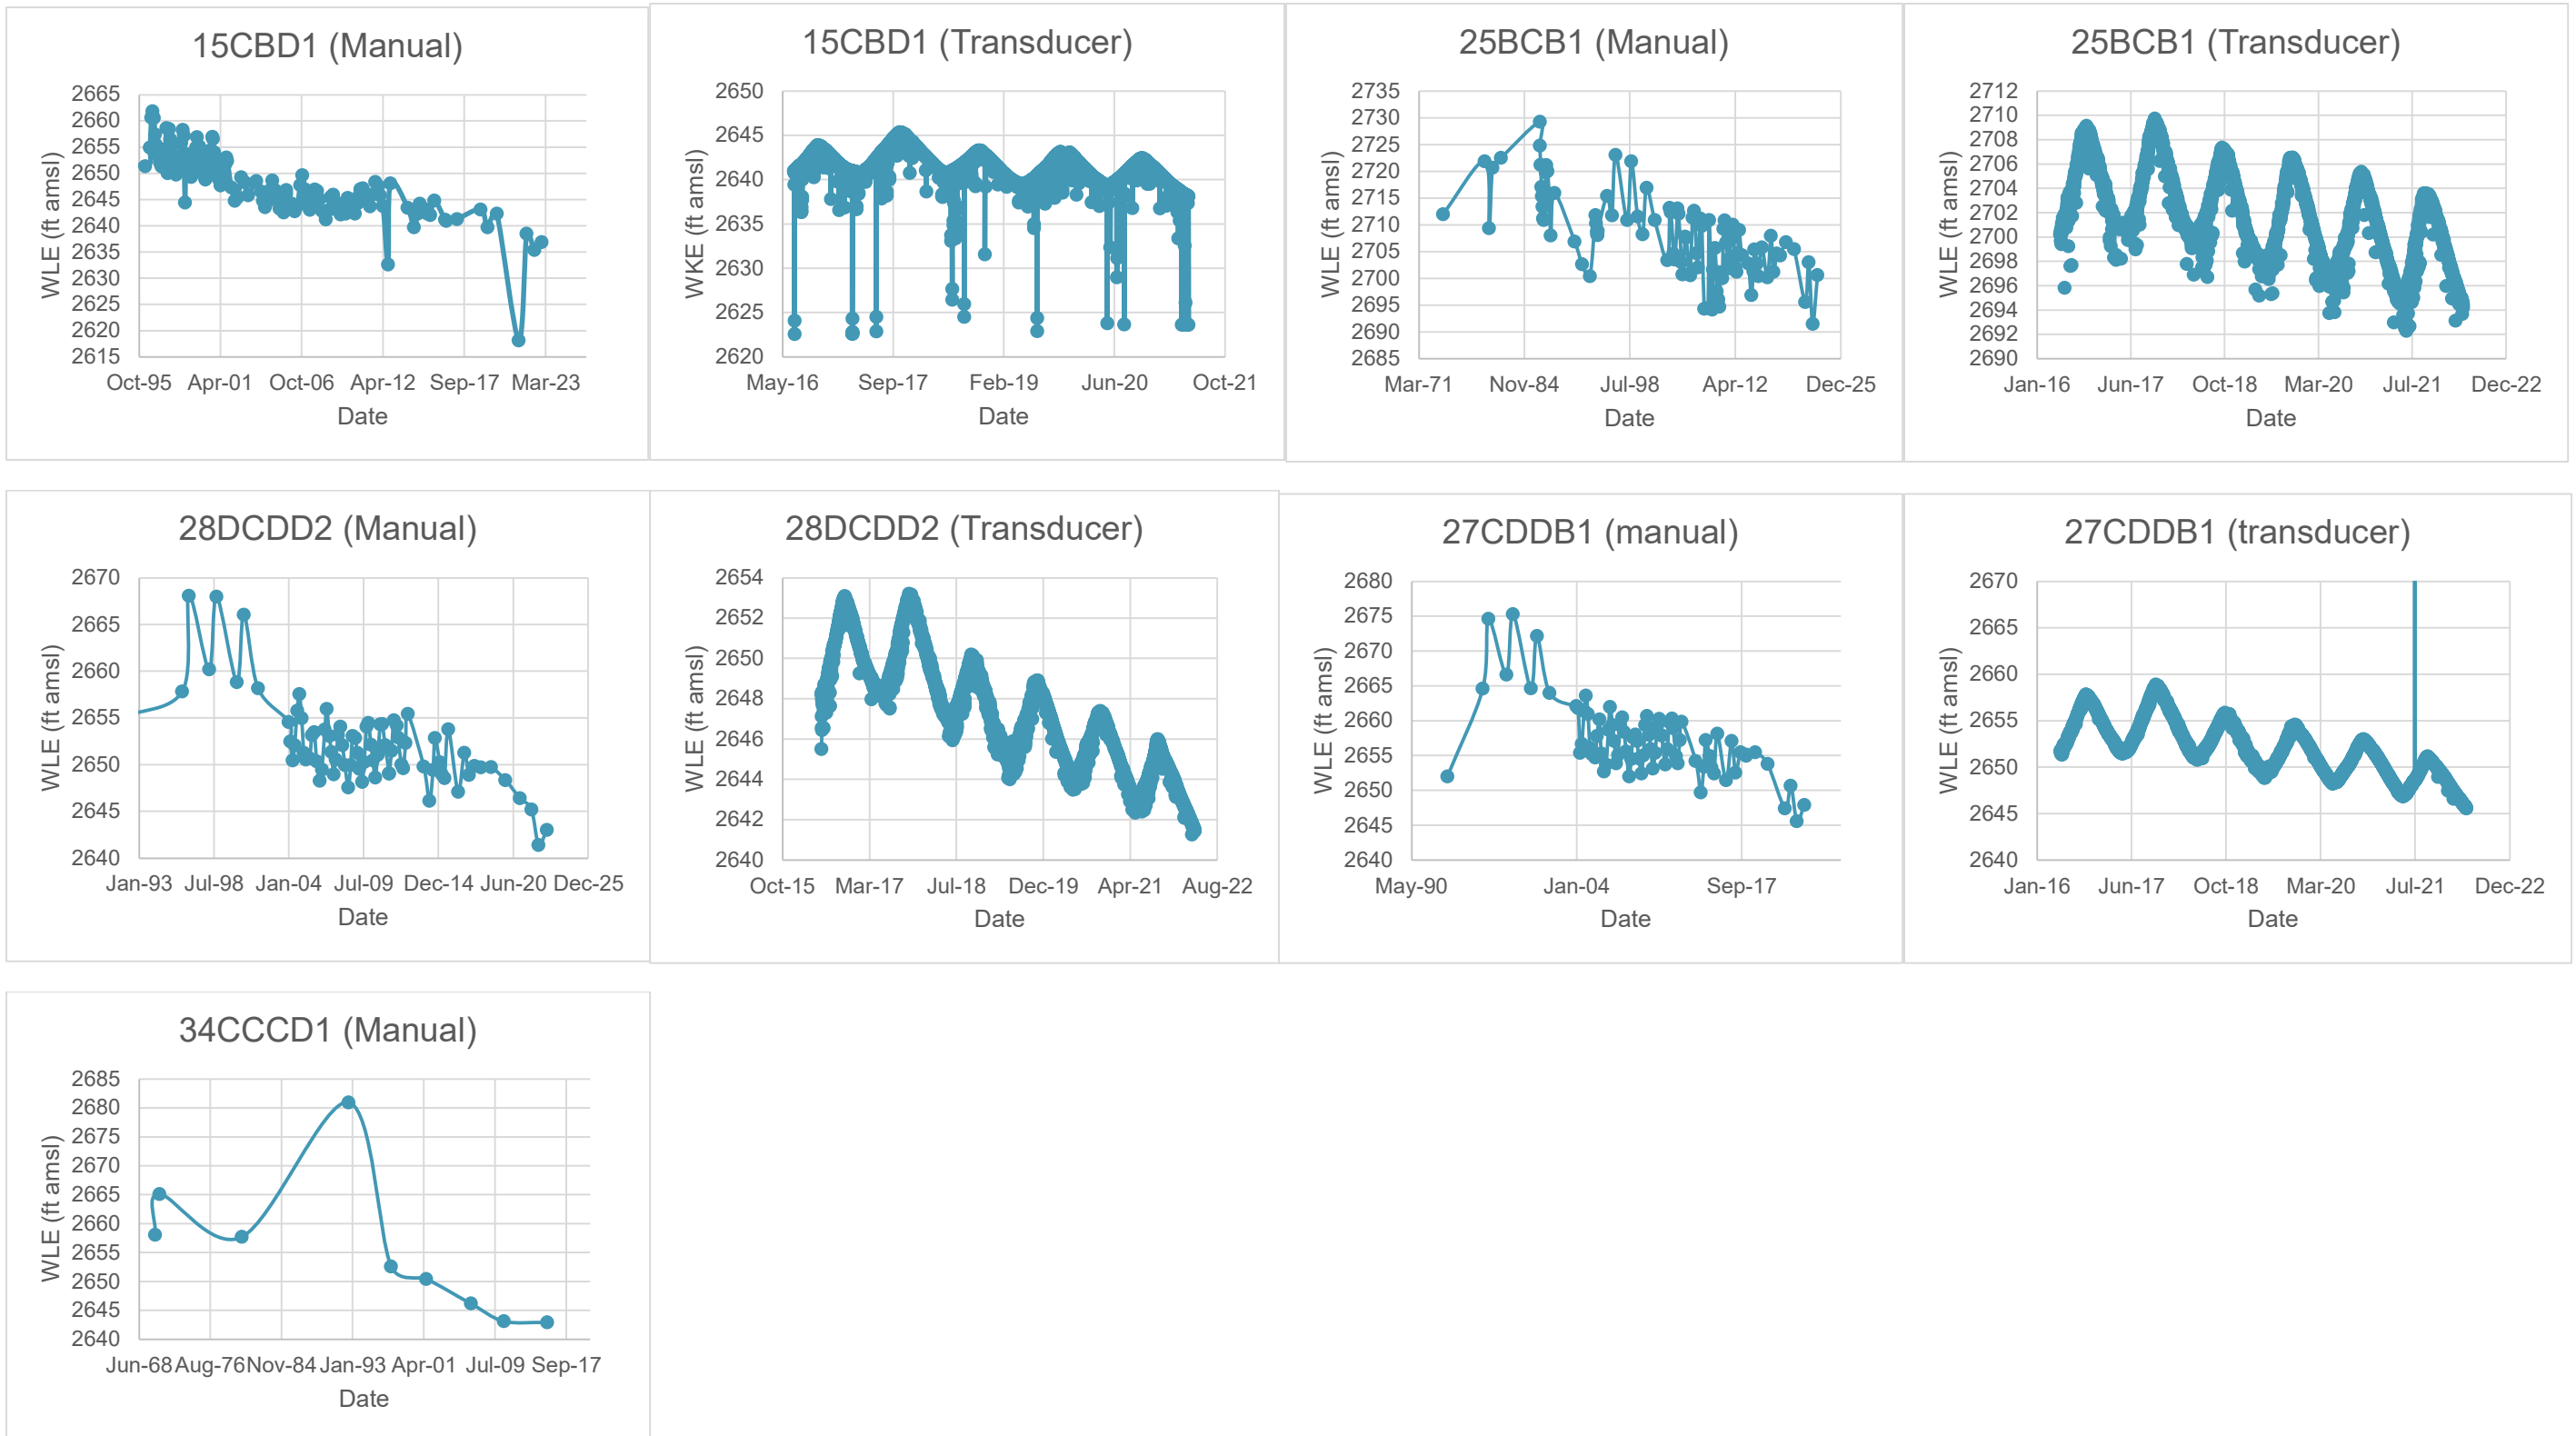 15CBD1 (Manual)
WLE (ft amsl)
2665
2660
2655
2650
2645
2640
2635
2630
2625
2620
2615
Oct-95 Apr-01 Oct-06 Apr-12 Sep-17 Mar-23
Date
15CBD1 (Transducer)
WKE (ft amsl)
2650
2645
2640
2635
2630
2625
2620
May-16 Sep-17 Feb-19 Jun-20 Oct-21
Date
25BCB1 (Manual)
WLE (ft amsl)
2735
2730
2725
2720
2715
2710
2705
2700
2695
2690
2685
Mar-71 Nov-84 Jul-98 Apr-12 Dec-25
Date
25BCB1 (Transducer)
WLE (ft amsl)
2712
2710
2708
2706
2704
2702
2700
2698
2696
2694
2692
2690
Jan-16 Jun-17 Oct-18 Mar-20 Jul-21 Dec-22
Date
28DCDD2 (Manual)
WLE (ft amsl)
2670
2665
2660
2655
2650
2645
2640
Jan-93 Jul-98 Jan-04 Jul-09 Dec-14 Jun-20 Dec-25
Date
28DCDD2 (Transducer)
WLE (ft amsl)
2654
2652
2650
2648
2646
2644
2642
2640
Oct-15 Mar-17 Jul-18 Dec-19 Apr-21 Aug-22
Date
27CDDB1 (manual)
WLE (ft amsl)
2680
2675
2670
2665
2660
2655
2650
2645
2640
May-90 Jan-04 Sep-17
Date
27CDDB1 (transducer)
WLE (ft amsl)
2670
2665
2660
2655
2650
2645
2640
Jan-16 Jun-17 Oct-18 Mar-20 Jul-21 Dec-22
Date
34CCCD1 (Manual)
WLE (ft amsl)
2685
2680
2675
2670
2665
2660
2655
2650
2645
2640
Jun-68 Aug-76 Nov-84 Jan-93 Apr-01 Jul-09 Sep-17
Date